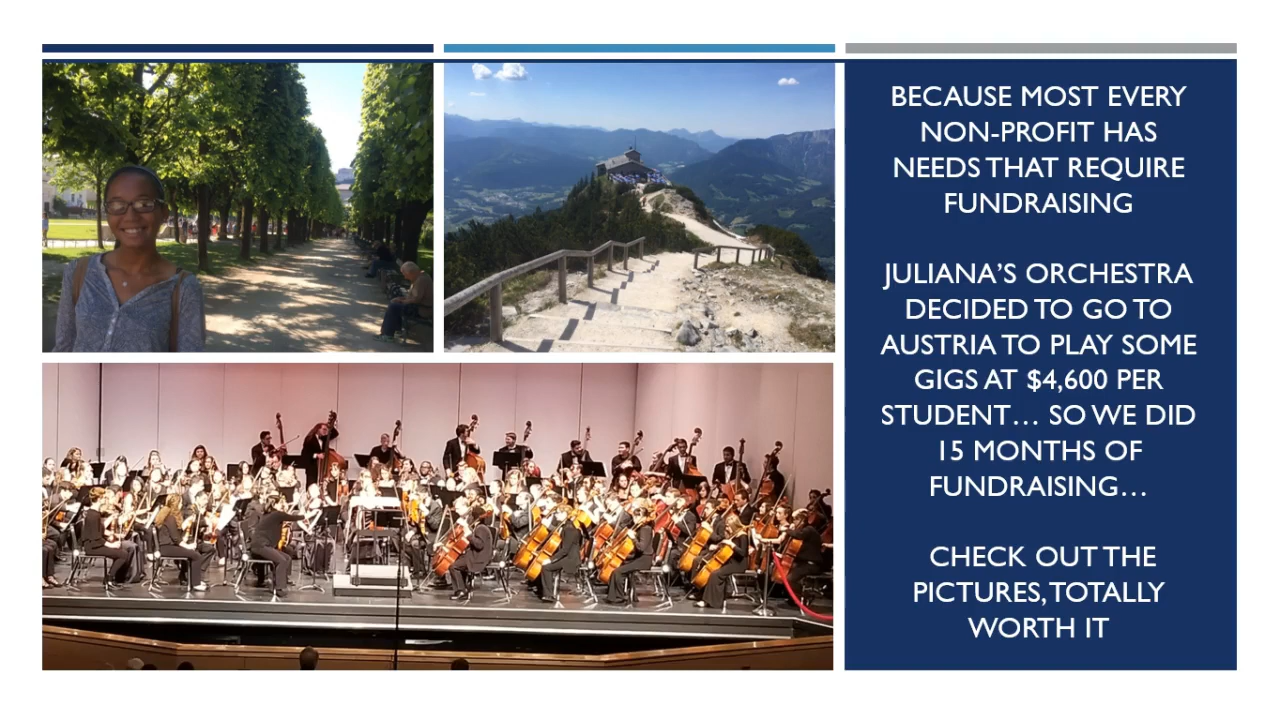 BECAUSE MOST EVERY
NON-PROFIT HAS
NEEDS THAT REQUIRE
FUNDRAISING
JULIANA'S ORCHESTRA
DECIDED TO GO TO
AUSTRIA TO PLAY SOME
GIGS AT $4,600 PER
STUDENT... SO WE DID
15 MONTHS OF
FUNDRAISING...
CHECK OUT THE
PICTURES, TOTALLY
WORTH IT